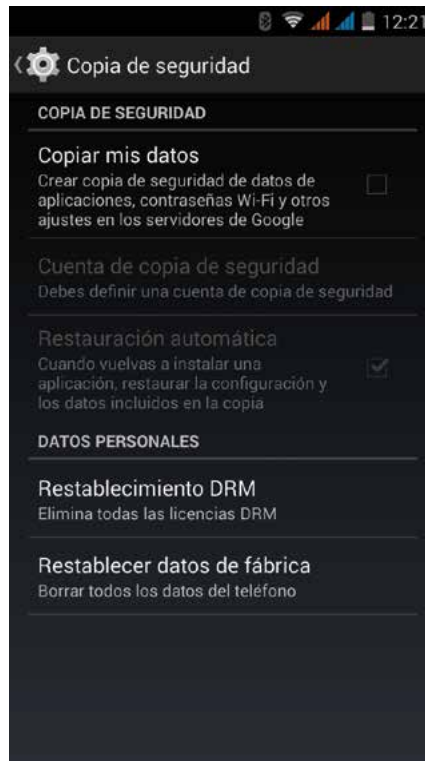 12:21
Copia de seguridad
COPIA DE SEGURIDAD
Copiar mis datos
Crear copia de seguridad de datos de
aplicaciones, contraseñas Wi-Fi y otros
ajustes en los servidores de Google
Cuenta de copia de seguridad
Debes definir una cuenta de copia de seguridad
Restauración automática
Cuando vuelvas a instalar una
aplicación, restaurar la configuración y
los datos incluidos en la copia
DATOS PERSONALES
Restablecimiento DRM
Elimina todas las licencias DRM
Restablecer datos de fábrica
Borrar todos los datos del teléfono